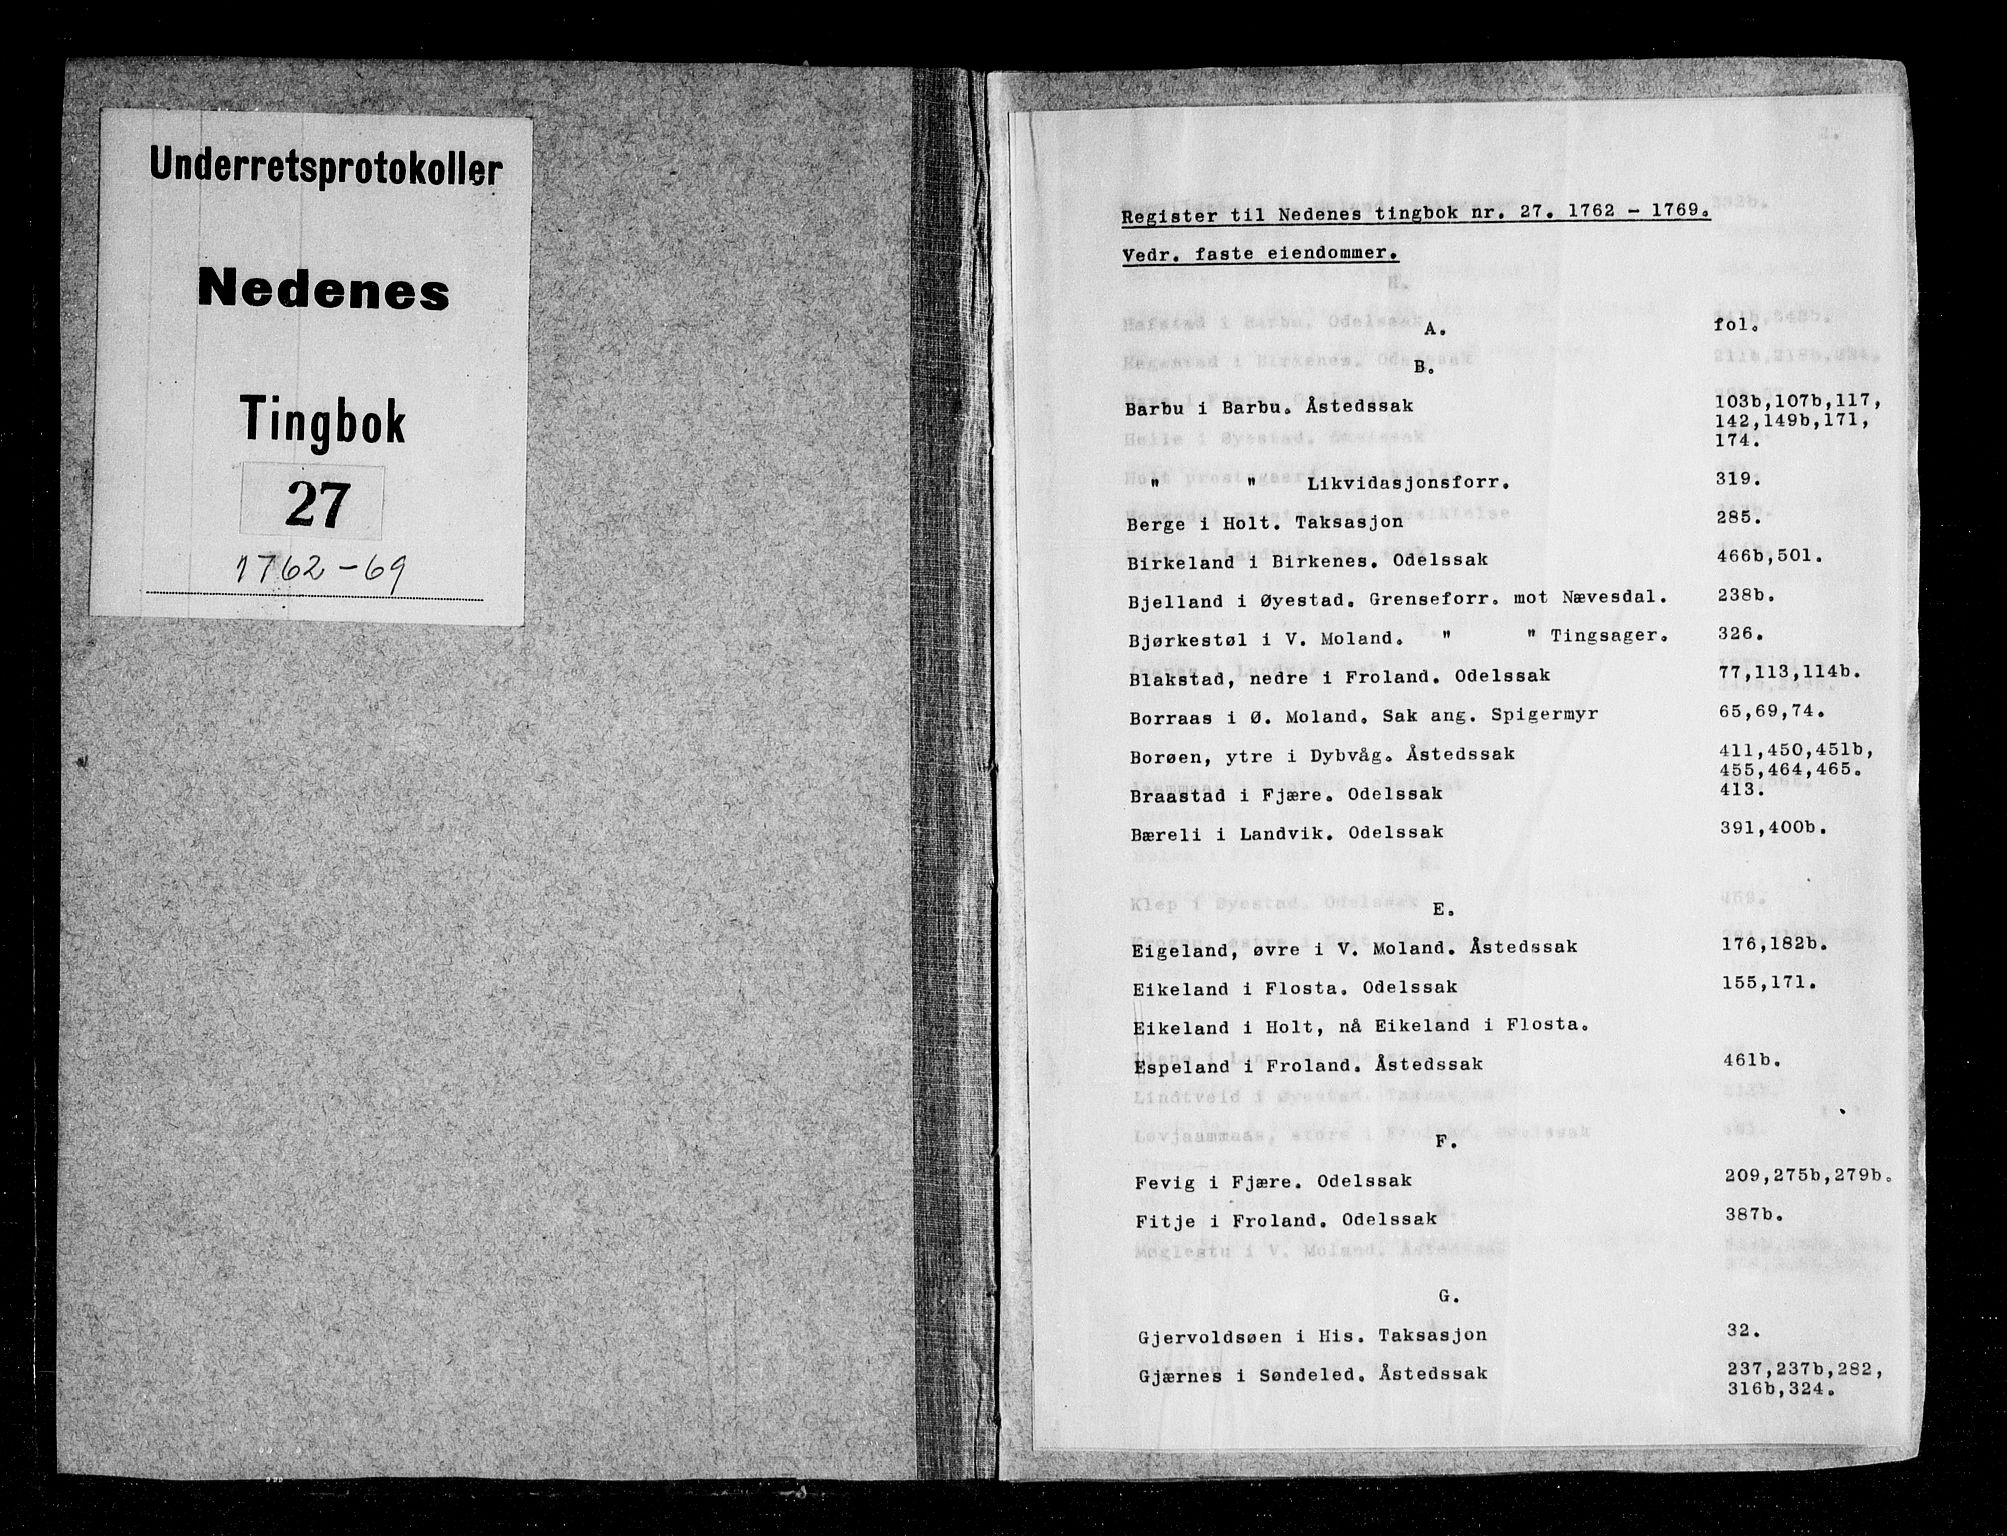 Underretsprotokoller
Nedenes
Tingbok
27
1762-69
Register til Nedenes tingbok nr. 27. 1762 - 1769.
Vedr. faste eiendommer.
A. fol.
B.
Barbu i Barbu. Åstedssak 103b,107b,117,
142,149b,171,
174.
" " Likvidasjonsforr. 319.
Berge i Holt. Taksasjon 285.
Birkeland i Birkenes. Odelssak 466b,501.
Bjelland i Øyestad. Grenseforr. mot Nævesdal. 238b.
Bjørkestøl i V. Moland. " " Tingsager. 326.
Blakstad, nedre i Froland. Odelssak 77,113,114b.
Borraas i Ø. Moland. Sak ang. Spigermyr 65,69,74.
Borøen, ytre i Dybvåg. Åstedssak 411,450,451b,
455,464,465.
Braastad i Fjære. Odelssak 413.
Bæreli i Landvik. Odelssak 391,400b.
E.
Eigeland, øvre i V. Moland. Åstedssak 176,182b.
Eikeland i Flosta. Odelssak 155,171.
Eikeland i Holt, nå Eikeland i Flosta.
Espeland i Froland. Åstedssak 461b.
F.
Fevig i Fjære. Odelssak 209,275b,279b.
Fitje i Froland. Odelssak 387b.
G.
Gjervoldsøen i His. Taksasjon 32.
Gjærnes i Søndeled. Åstedssak 237,237b,282,
316b,324.